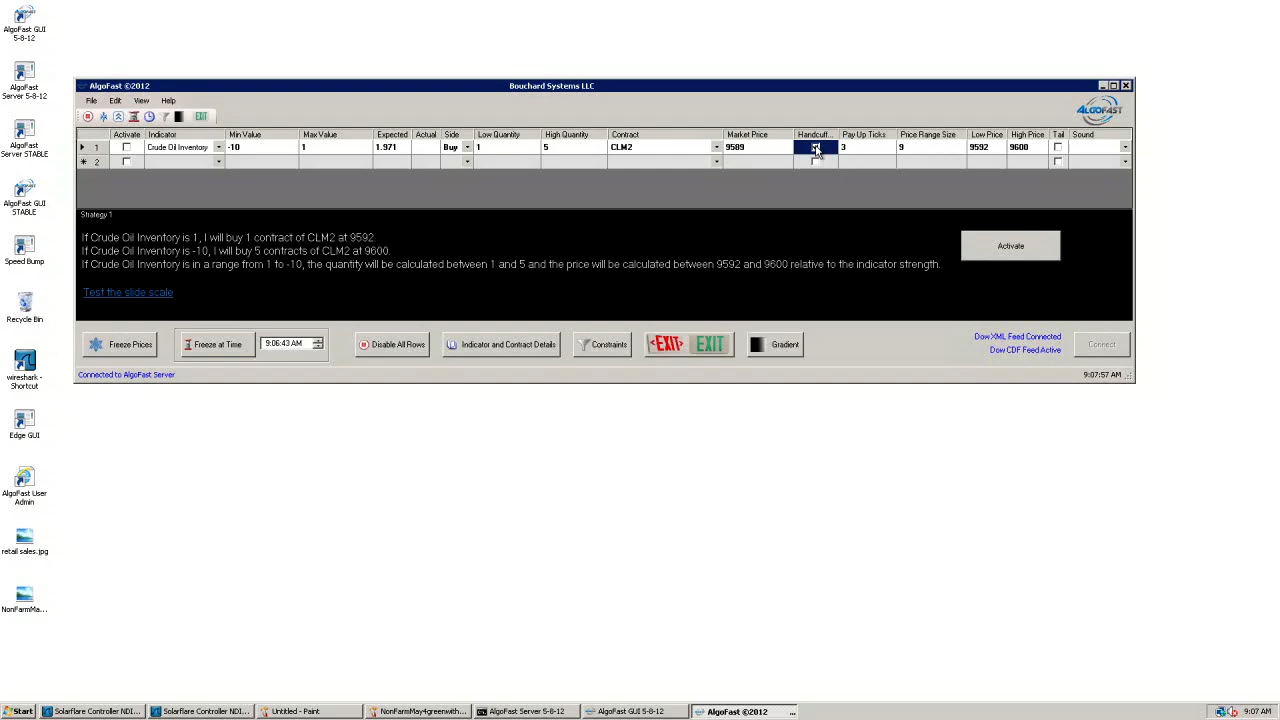 AlgoFast GUI
5-8-12
AlgoFast
Server 5-8-12
AlgoFast
Server STABLE
AlgoFast GUI
STABLE
Speed Bump
Recycle Bin
wireshark -
Shortcut
Edge GUI
AlgoFast User
Admin
retail sales.jpg
NonFarmMa...
AlgoFast ©2012 Bouchard Systems LLC
File Edit View Help
EXIT
ALGOFAST
Activate Indicator Min Value Max Value Expected Actual Side Low Quantity High Quantity Contract Market Price Handcuff... Pay Up Ticks Price Range Size Low Price High Price Tail Sound
1 Crude Oil Inventory -10 1 1.971 Buy 1 5 CLM2 9589 3 9 9592 9600
2
Strategy 1
If Crude Oil Inventory is 1, I will buy 1 contract of CLM2 at 9592.
If Crude Oil Inventory is -10, I will buy 5 contracts of CLM2 at 9600.
If Crude Oil Inventory is in a range from 1 to -10, the quantity will be calculated between 1 and 5 and the price will be calculated between 9592 and 9600 relative to the indicator strength.
Activate
Test the slide scale
Freeze Prices Freeze at Time 9:06:43 AM Disable All Rows Indicator and Contract Details Constraints <EXIT> EXIT Gradient
Dow XML Feed Connected
Dow CDF Feed Active
Connect
Connected to AlgoFast Server 9:07:57 AM
Start Solarflare Controller NDI... Solarflare Controller NDI... Untitled - Paint NonFarmMay4greenwith... AlgoFast Server 5-8-12 AlgoFast GUI 5-8-12 AlgoFast ©2012 ... 9:07 AM